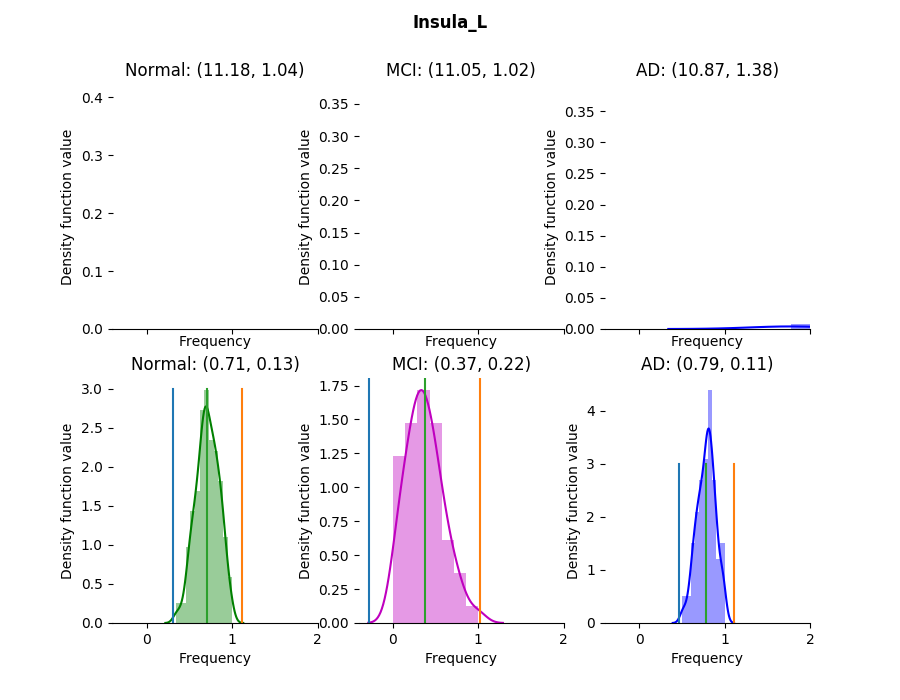 Insula_L
Normal: (11.18, 1.04)
MCI: (11.05, 1.02)
AD: (10.87, 1.38)
Density function value
0.4
0.3
0.2
0.1
0.0
Frequency
Density function value
0.35
0.30
0.25
0.20
0.15
0.10
0.05
0.00
Frequency
Density function value
0.35
0.30
0.25
0.20
0.15
0.10
0.05
0.00
Frequency
Normal: (0.71, 0.13)
MCI: (0.37, 0.22)
AD: (0.79, 0.11)
Density function value
3.0
2.5
2.0
1.5
1.0
0.5
0.0
0 1 2
Frequency
Density function value
1.75
1.50
1.25
1.00
0.75
0.50
0.25
0.00
0 1 2
Frequency
Density function value
4
3
2
1
0
0 1 2
Frequency